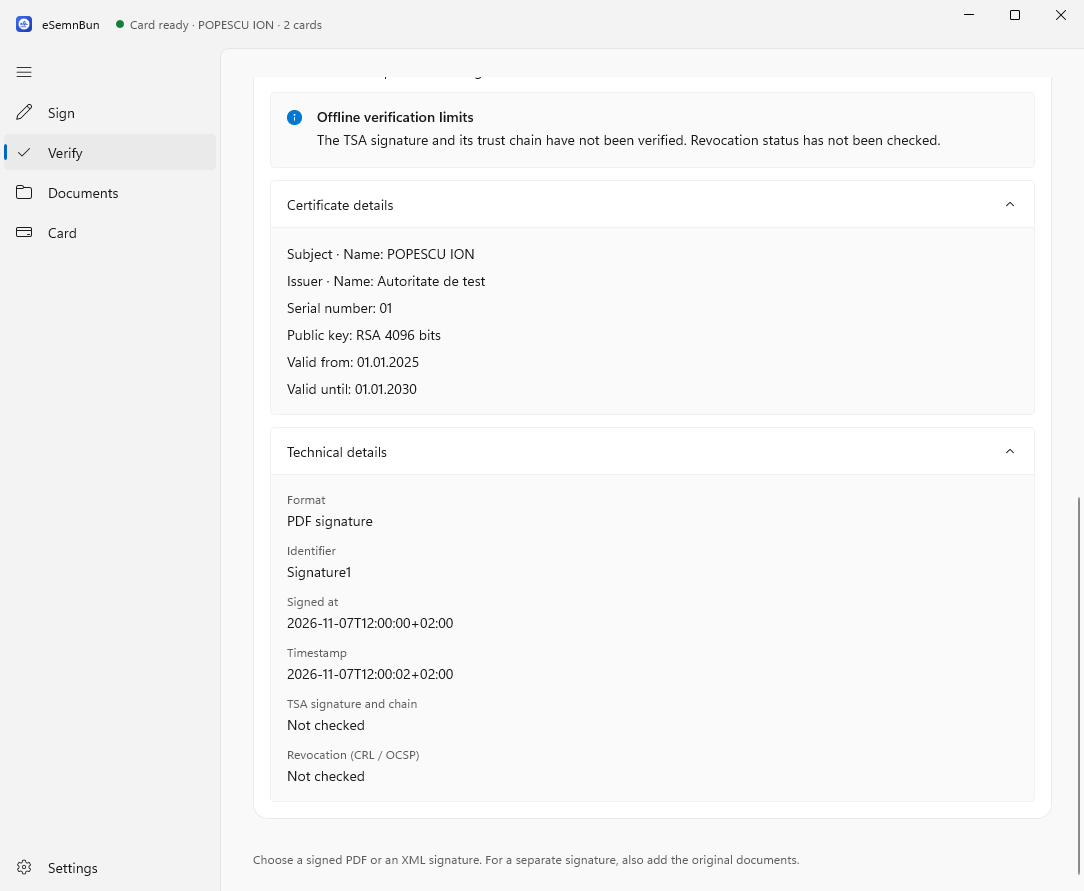 eSemnBun
Card ready · POPESCU ION · 2 cards
Sign
Verify
Documents
Card
Settings
Offline verification limits
The TSA signature and its trust chain have not been verified. Revocation status has not been checked.
Certificate details
Subject · Name: POPESCU ION
Issuer · Name: Autoritate de test
Serial number: 01
Public key: RSA 4096 bits
Valid from: 01.01.2025
Valid until: 01.01.2030
Technical details
Format
PDF signature
Identifier
Signature1
Signed at
2026-11-07T12:00:00+02:00
Timestamp
2026-11-07T12:00:02+02:00
TSA signature and chain
Not checked
Revocation (CRL / OCSP)
Not checked
Choose a signed PDF or an XML signature. For a separate signature, also add the original documents.